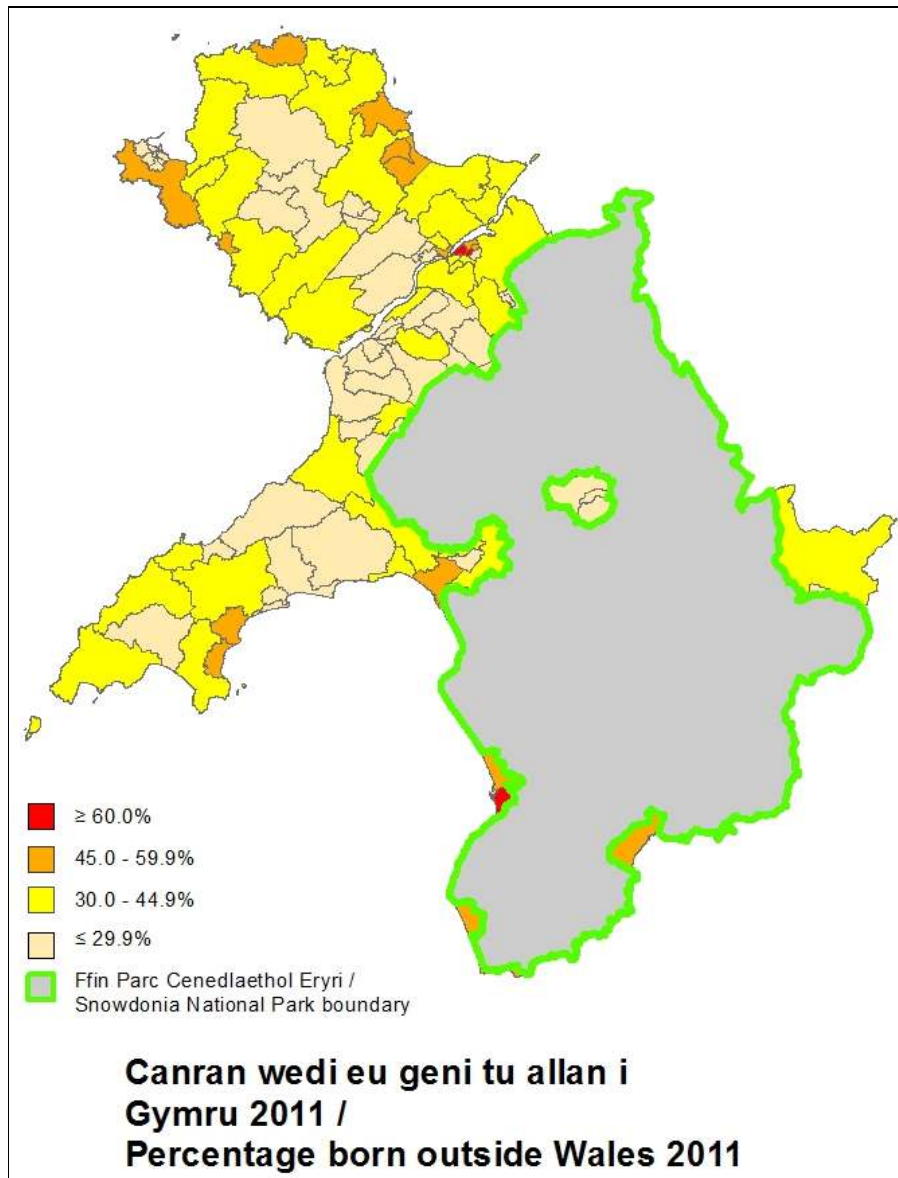 ≥ 60.0%
45.0 - 59.9%
30.0 - 44.9%
≤ 29.9%
Ffin Parc Cenedlaethol Eryri /
Snowdonia National Park boundary
Canran wedi eu geni tu allan i
Gymru 2011 /
Percentage born outside Wales 2011